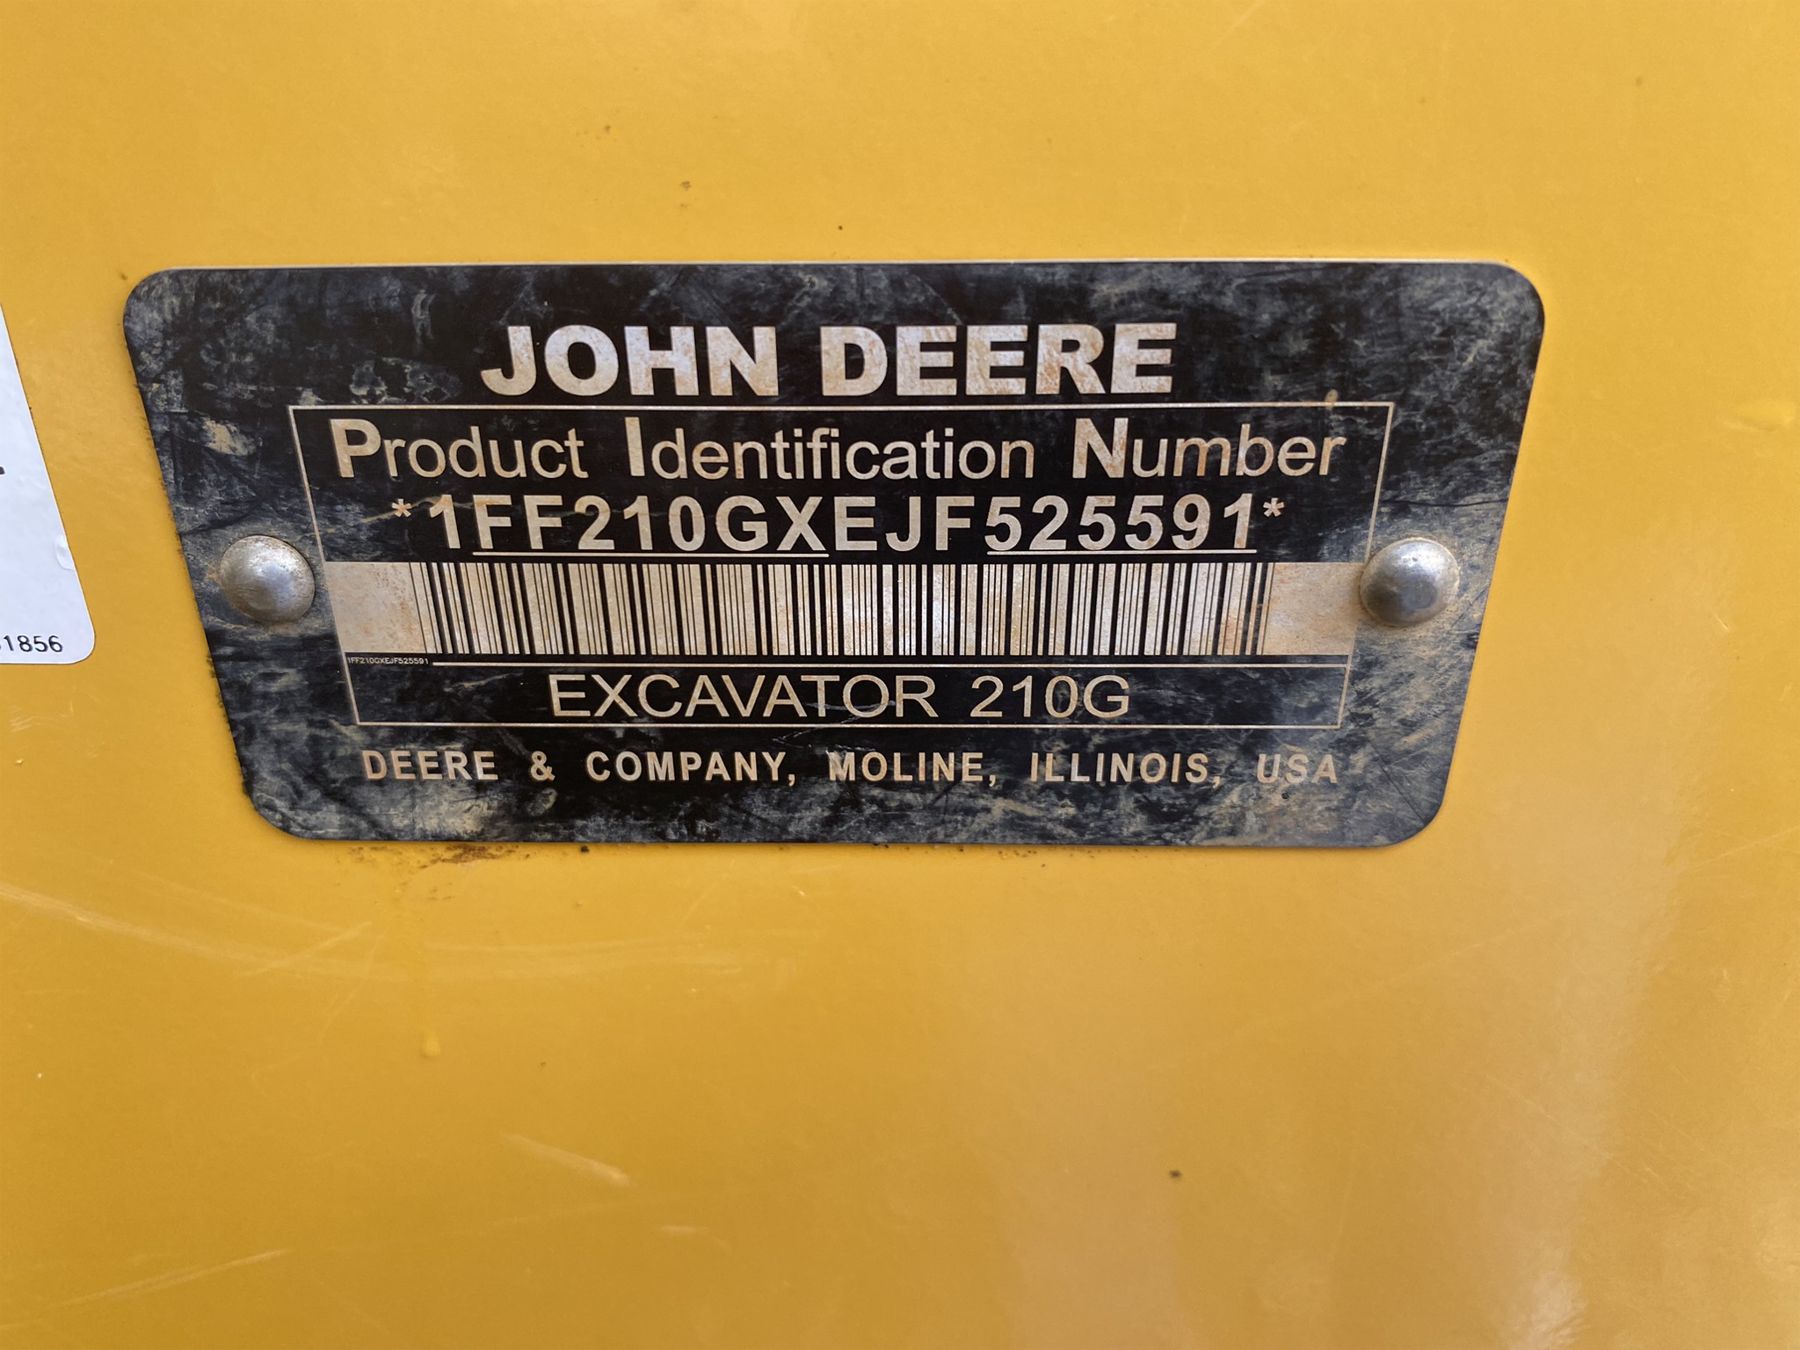 JOHN DEERE
Product Identification Number
*1FF210GXEJF525591*
1FF210GXEJF525591
EXCAVATOR 210G
DEERE & COMPANY, MOLINE, ILLINOIS, USA
1856